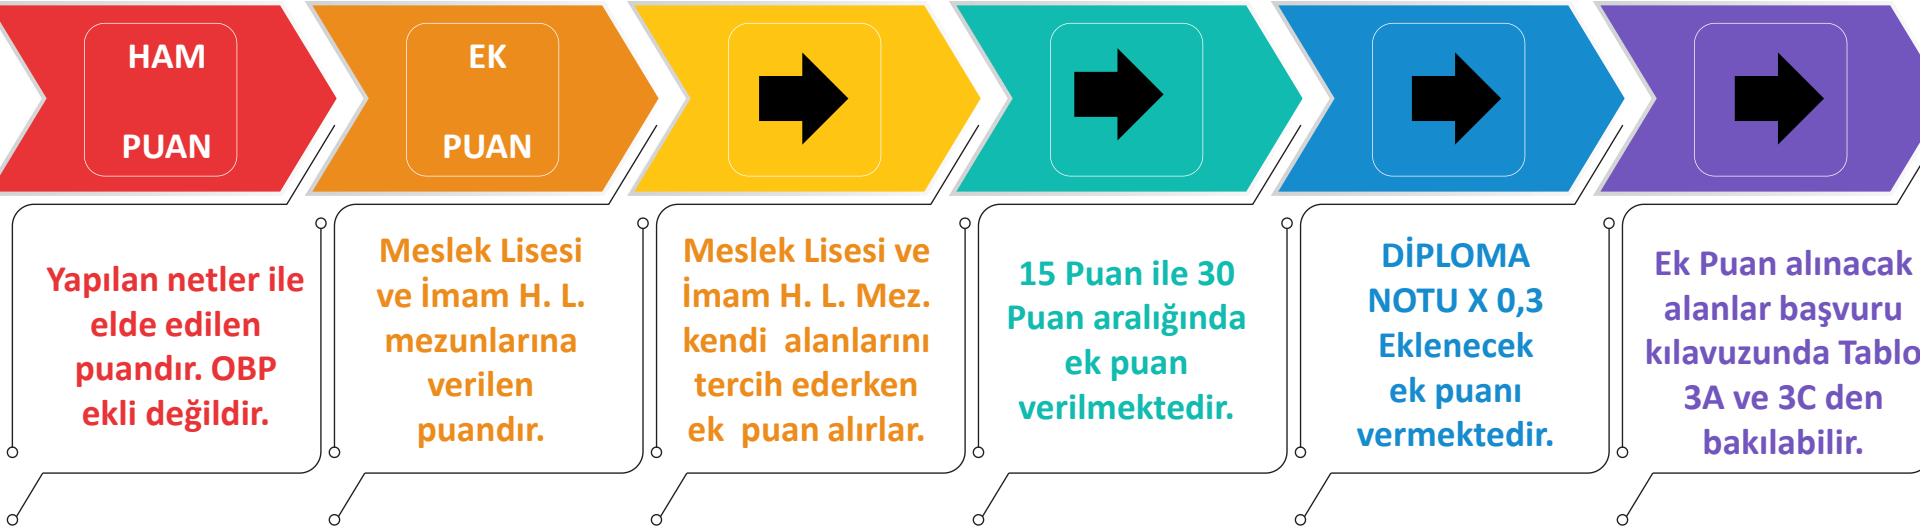 HAM
PUAN
Yapılan netler ile
elde edilen
puandır. OBP
ekli değildir.
EK
PUAN
Meslek Lisesi
ve İmam H. L.
mezunlarına
verilen
puandır.
Meslek Lisesi ve
İmam H. L. Mez.
kendi alanlarını
tercih ederken
ek puan alırlar.
15 Puan ile 30
Puan aralığında
ek puan
verilmektedir.
DİPLOMA
NOTU X 0,3
Eklenecek
ek puanı
vermektedir.
Ek Puan alınacak
alanlar başvuru
kılavuzunda Tablo
3A ve 3C den
bakılabilir.